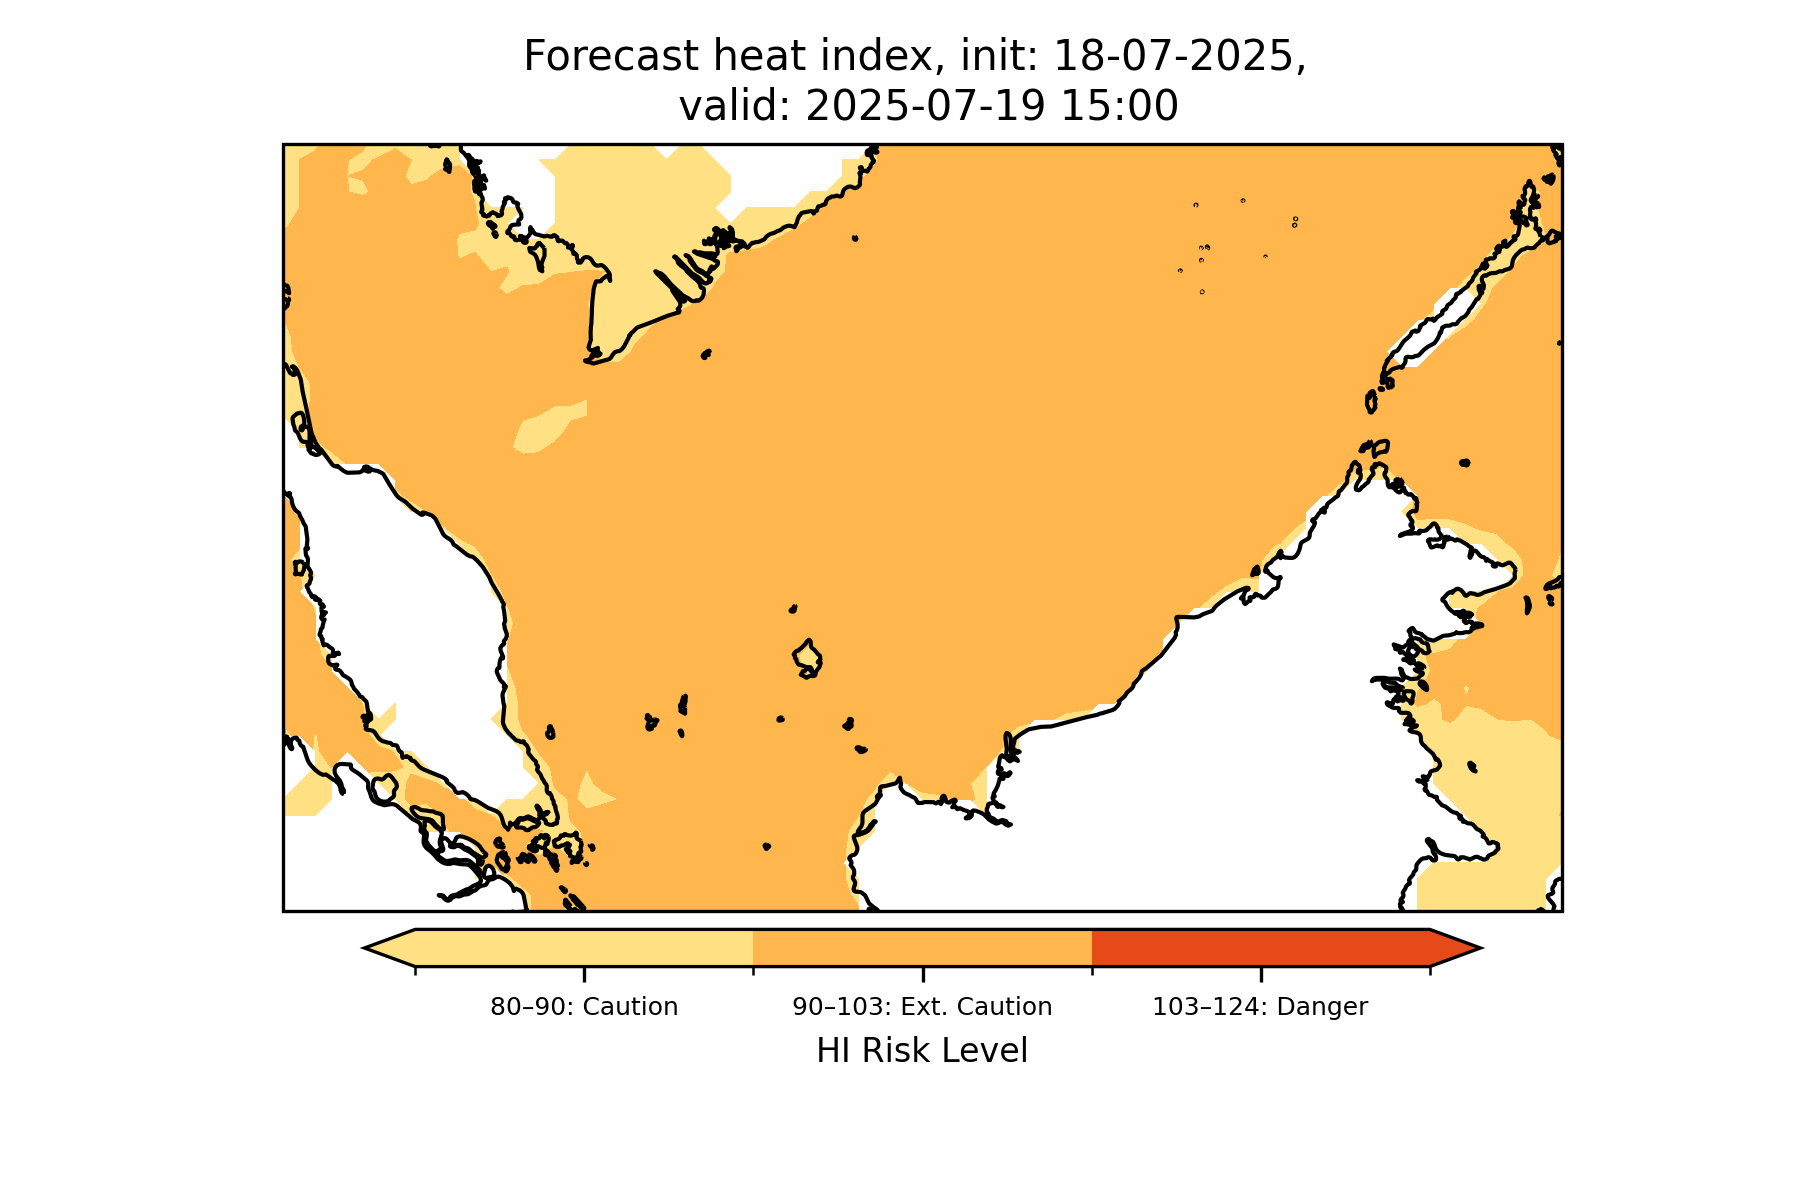 Forecast heat index, init: 18-07-2025,
valid: 2025-07-19 15:00
80–90: Caution
90–103: Ext. Caution
103–124: Danger
HI Risk Level